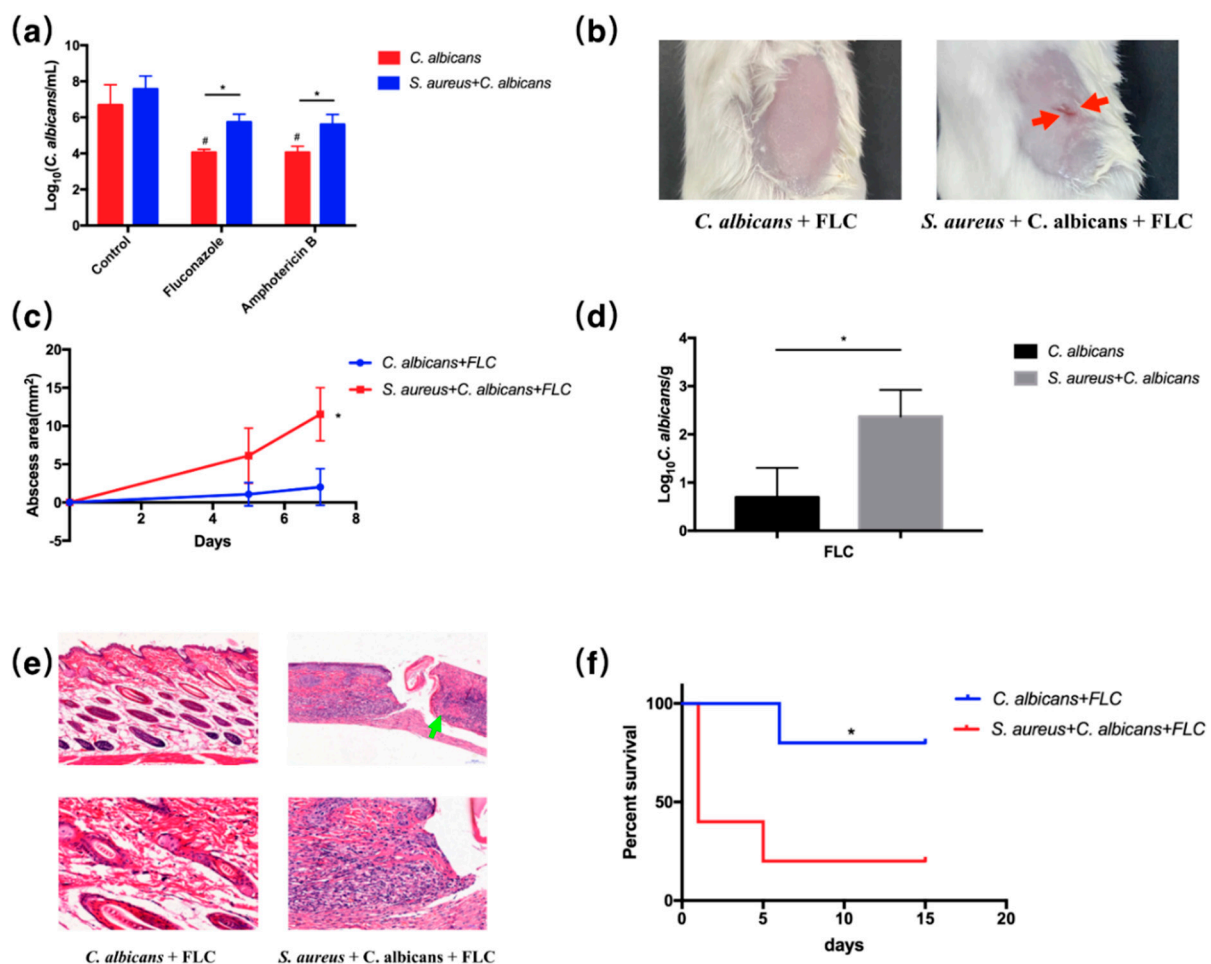 (a)
10
8
6
4
2
0
Log10(C. albicans/mL)
Control
Fluconazole
Amphotericin B
#
*
#
*
C. albicans
S. aureus+C. albicans
(b)
C. albicans + FLC
S. aureus + C. albicans + FLC
(c)
20
15
10
5
0
-5
Abscess area(mm2)
2
4
6
8
Days
*
C. albicans+FLC
S. aureus+C. albicans+FLC
(d)
4
3
2
1
0
Log10C. albicans/g
*
FLC
C. albicans
S. aureus+C. albicans
(e)
C. albicans + FLC
S. aureus + C. albicans + FLC
(f)
100
50
0
Percent survival
0
5
10
15
20
days
*
C. albicans+FLC
S. aureus+C. albicans+FLC